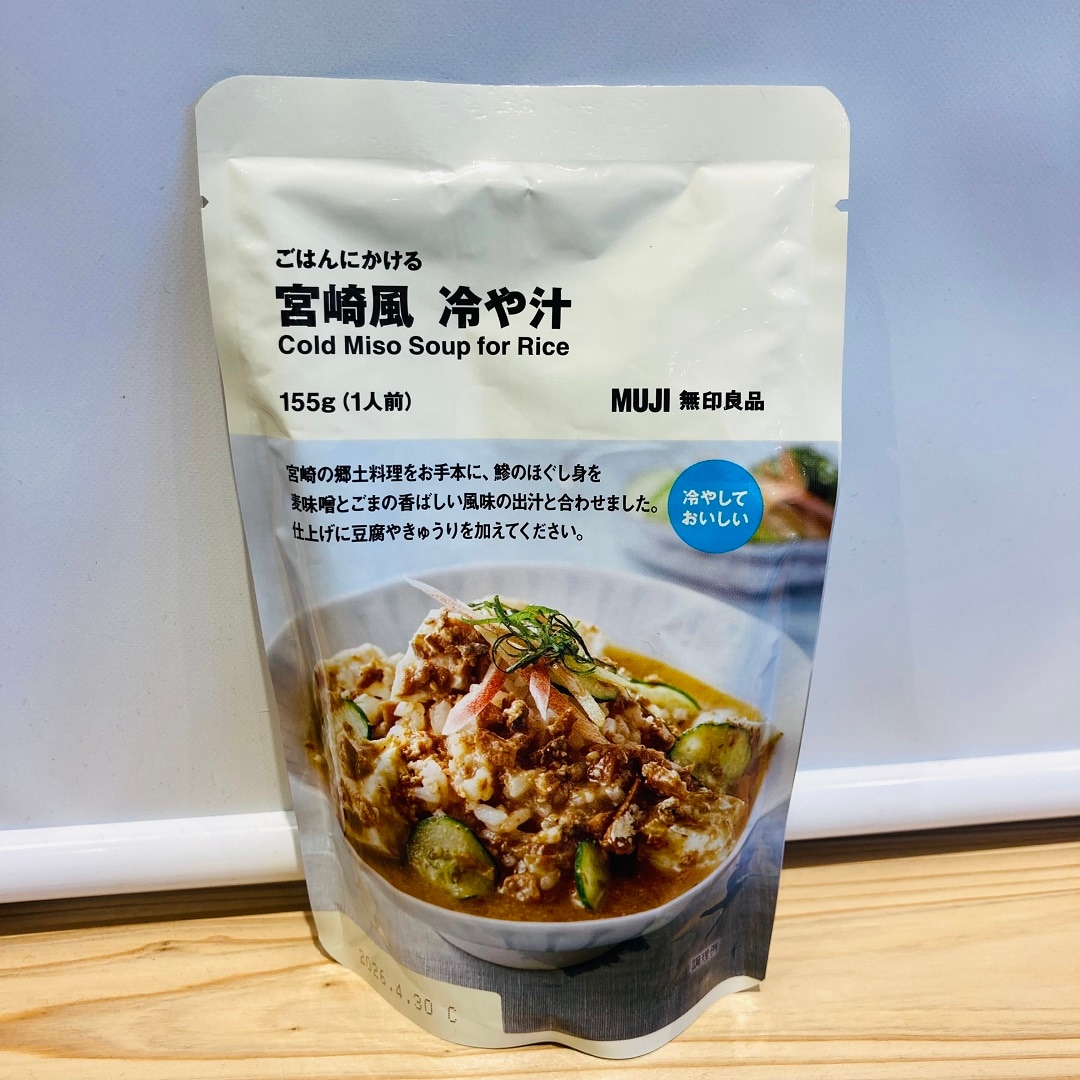 ごはんにかける
宮崎風 冷や汁
Cold Miso Soup for Rice
155g（1人前）
MUJI 無印良品
宮崎の郷土料理をお手本に、鯵のほぐし身を
麦味噌とごまの香ばしい風味の出汁と合わせました。
仕上げに豆腐やきゅうりを加えてください。
冷やして
おいしい
調理例
2026.4.30 C